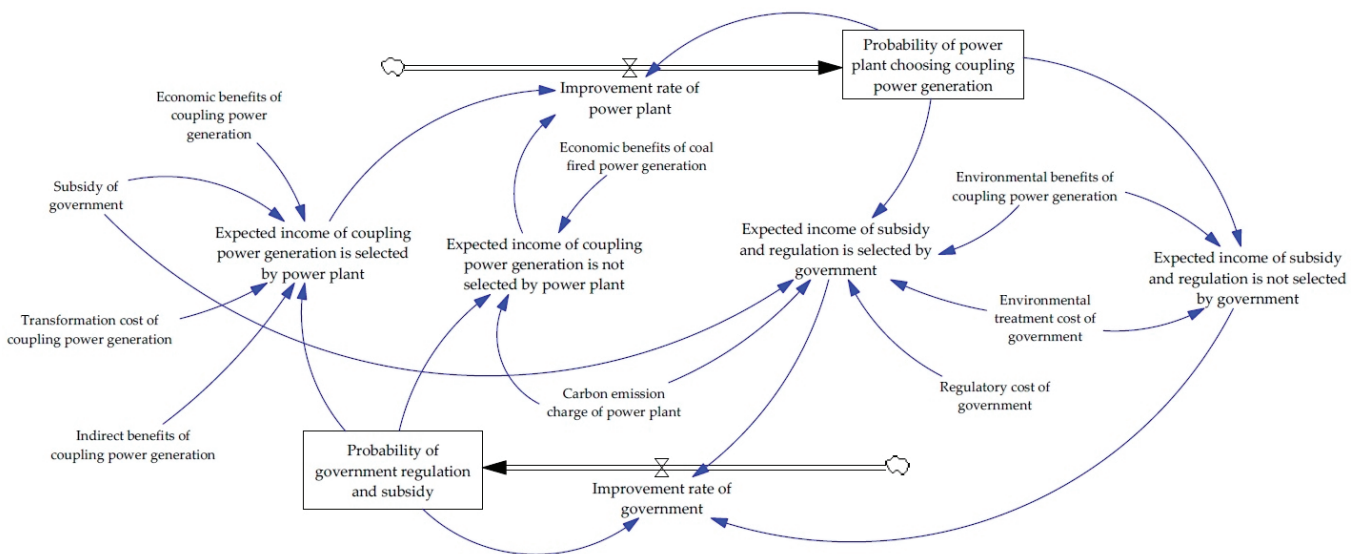 Probability of power
plant choosing coupling
power generation
Improvement rate of
power plant
Economic benefits of
coupling power
generation
Economic benefits of coal
fired power generation
Subsidy of
government
Environmental benefits of
coupling power generation
Expected income of coupling
power generation is selected
by power plant
Expected income of coupling
power generation is not
selected by power plant
Expected income of subsidy
and regulation is selected by
government
Expected income of subsidy
and regulation is not selected
by government
Transformation cost of
coupling power generation
Environmental
treatment cost of
government
Carbon emission
charge of power plant
Regulatory cost of
government
Indirect benefits of
coupling power generation
Probability of
government regulation
and subsidy
Improvement rate of
government